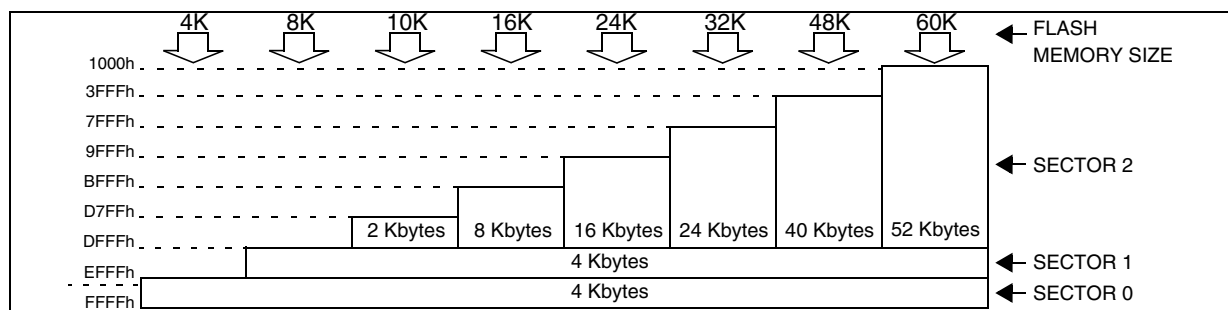 4K 8K 10K 16K 24K 32K 48K 60K
FLASH
MEMORY SIZE
1000h
3FFFh
7FFFh
9FFFh
SECTOR 2
BFFFh
D7FFh
2 Kbytes 8 Kbytes 16 Kbytes 24 Kbytes 40 Kbytes 52 Kbytes
DFFFh
4 Kbytes
SECTOR 1
EFFFh
4 Kbytes
SECTOR 0
FFFFh